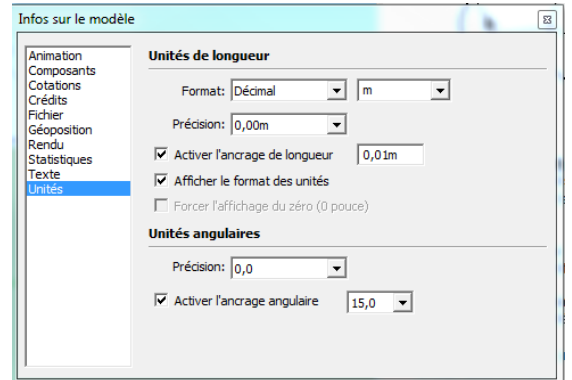 Infos sur le modèle
Animation
Composants
Cotations
Crédits
Fichier
Géoposition
Rendu
Statistiques
Texte
Unités
Unités de longueur
Format: Décimal m
Précision: 0,00m
Activer l'ancrage de longueur 0,01m
Afficher le format des unités
Forcer l'affichage du zéro (0 pouce)
Unités angulaires
Précision: 0,0
Activer l'ancrage angulaire 15,0